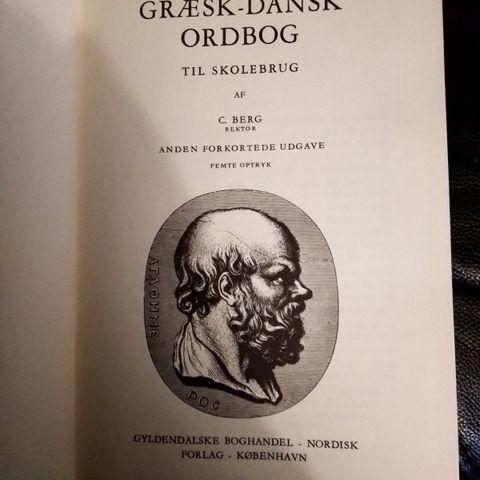 GRÆSK-DANSK
ORDBOG
TIL SKOLEBRUG
AF
C. BERG
REKTOR
ANDEN FORKORTEDE UDGAVE
FEMTE OPTRYK
GYLDENDALSKE BOGHANDEL - NORDISK
FORLAG - KØBENHAVN